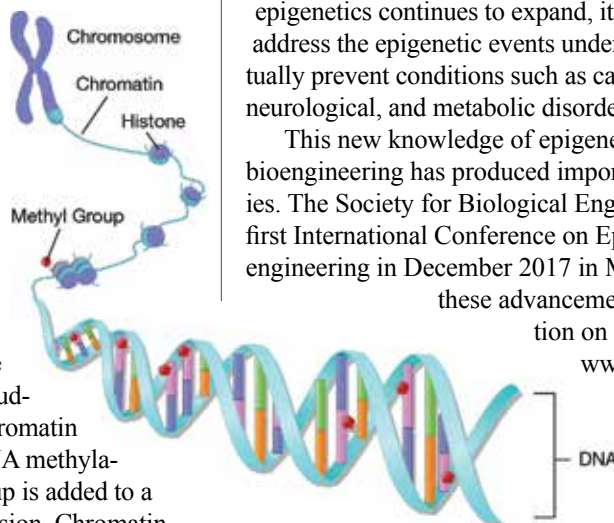 Chromosome
Chromatin
Histone
Methyl Group
DNA
epigenetics continues to expand, it
address the epigenetic events under
tually prevent conditions such as ca
neurological, and metabolic disorde
This new knowledge of epigene
bioengineering has produced impor
ies. The Society for Biological Eng
first International Conference on Ep
engineering in December 2017 in M
these advanceme
tion on
ww
e
ud-
romatin
A methyla-
up is added to a
sion. Chromatin